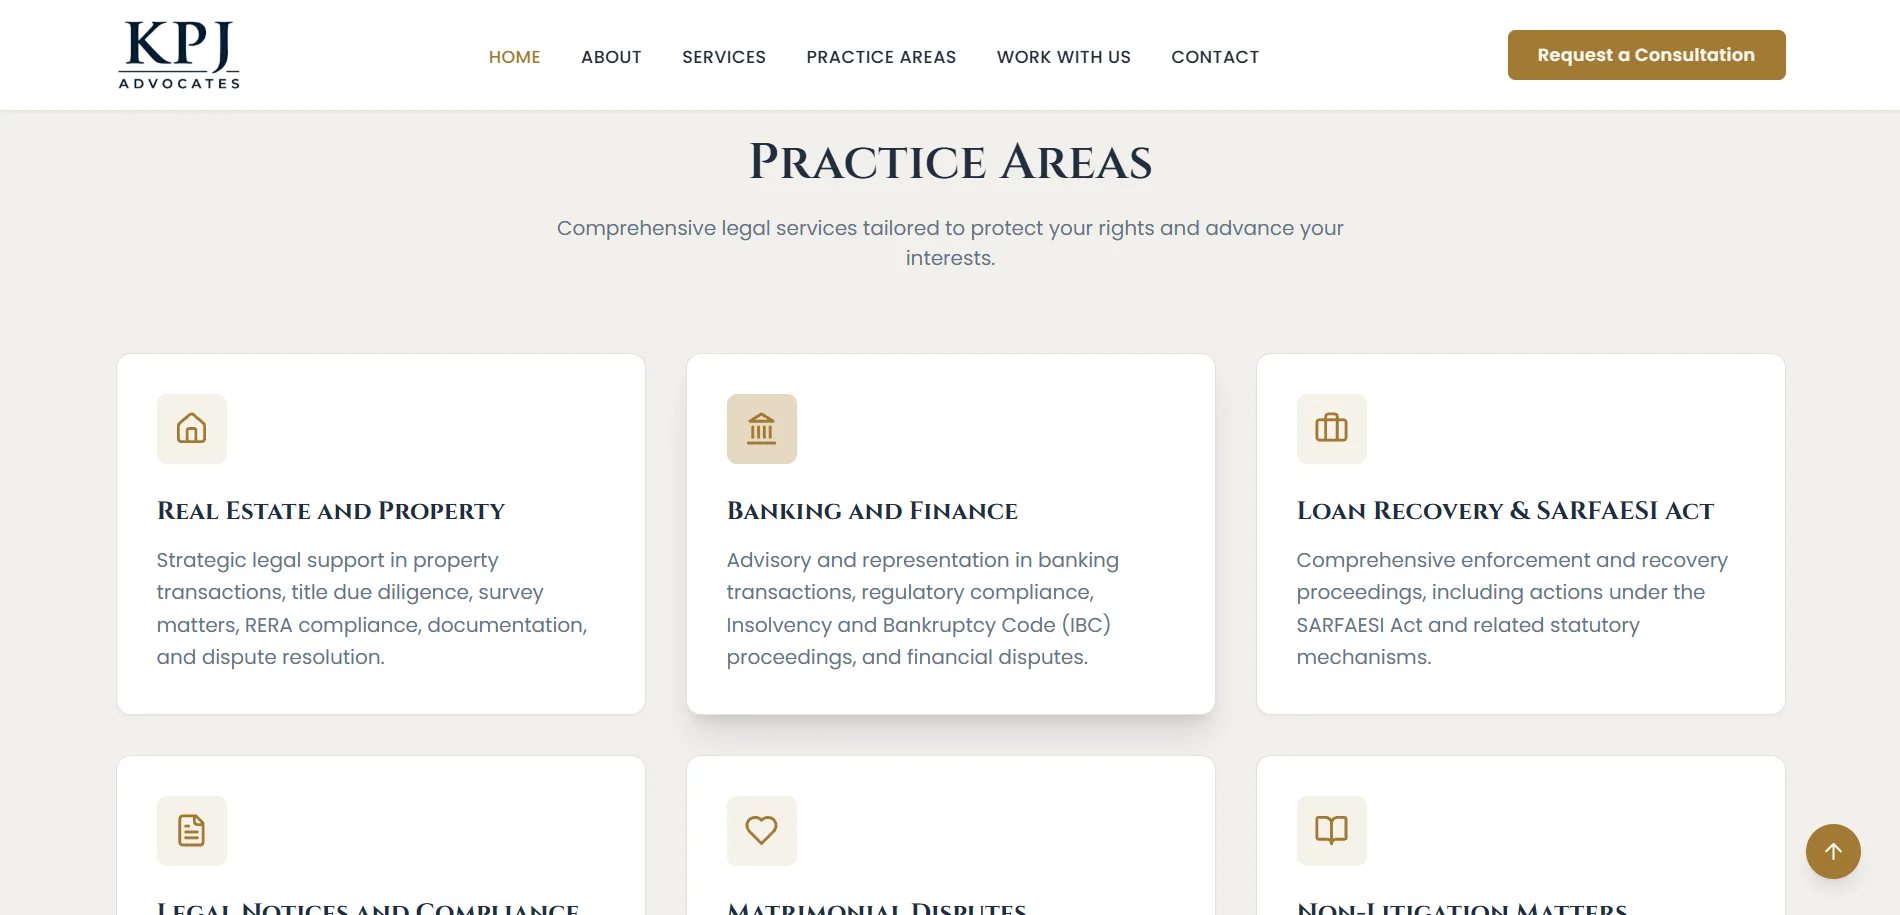 KPJ
ADVOCATES
HOME
ABOUT
SERVICES
PRACTICE AREAS
WORK WITH US
CONTACT
Request a Consultation
Practice Areas
Comprehensive legal services tailored to protect your rights and advance your
interests.
Real Estate and Property
Strategic legal support in property
transactions, title due diligence, survey
matters, RERA compliance, documentation,
and dispute resolution.
Banking and Finance
Advisory and representation in banking
transactions, regulatory compliance,
Insolvency and Bankruptcy Code (IBC)
proceedings, and financial disputes.
Loan Recovery & SARFAESI Act
Comprehensive enforcement and recovery
proceedings, including actions under the
SARFAESI Act and related statutory
mechanisms.
Legal Notices and Compliance
Matrimonial Disputes
Non-Litigation Matters